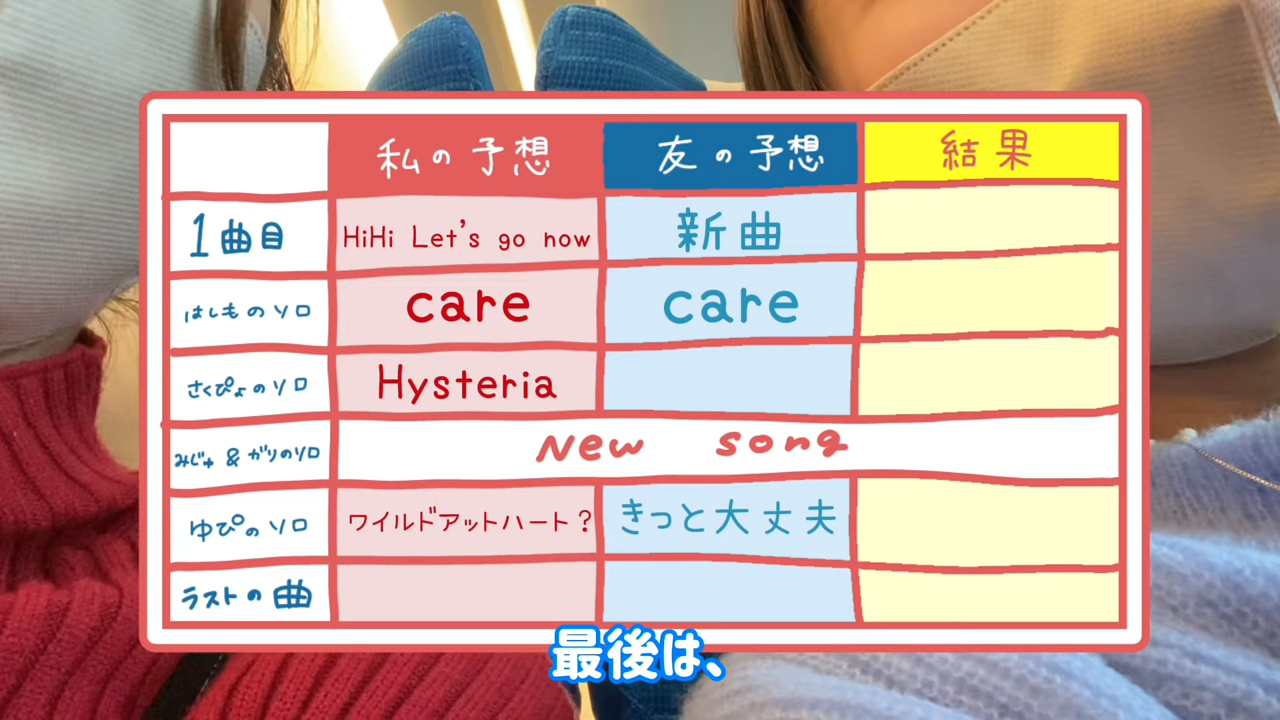 私の予想 友の予想 結果
1曲目 HiHi Let's go now 新曲
はしものソロ care care
さくぴょのソロ Hysteria
みじゅ & ガリのソロ New song
ゆぴのソロ ワイルドアットハート? きっと大丈夫
ラストの曲
最後は、